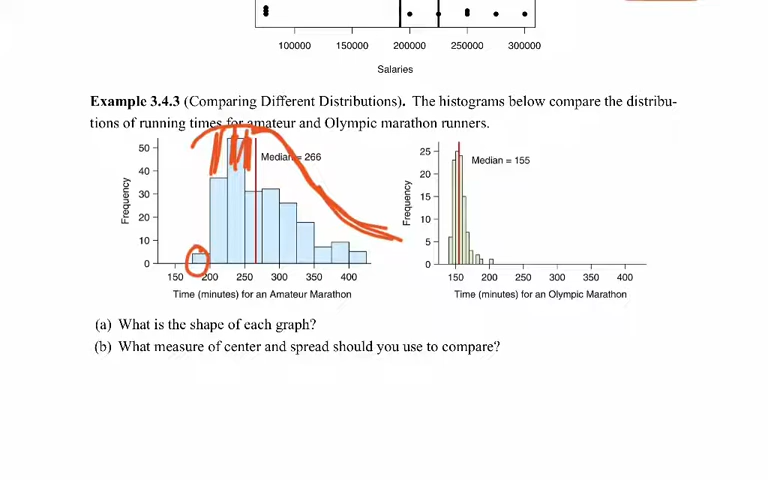 100000 150000 200000 250000 300000
Salaries
Example 3.4.3 (Comparing Different Distributions). The histograms below compare the distribu-
tions of running times for amateur and Olympic marathon runners.
50
40
30
20
10
0
Frequency
Median = 266
150 200 250 300 350 400
Time (minutes) for an Amateur Marathon
25
20
15
10
5
0
Frequency
Median = 155
150 200 250 300 350 400
Time (minutes) for an Olympic Marathon
(a) What is the shape of each graph?
(b) What measure of center and spread should you use to compare?